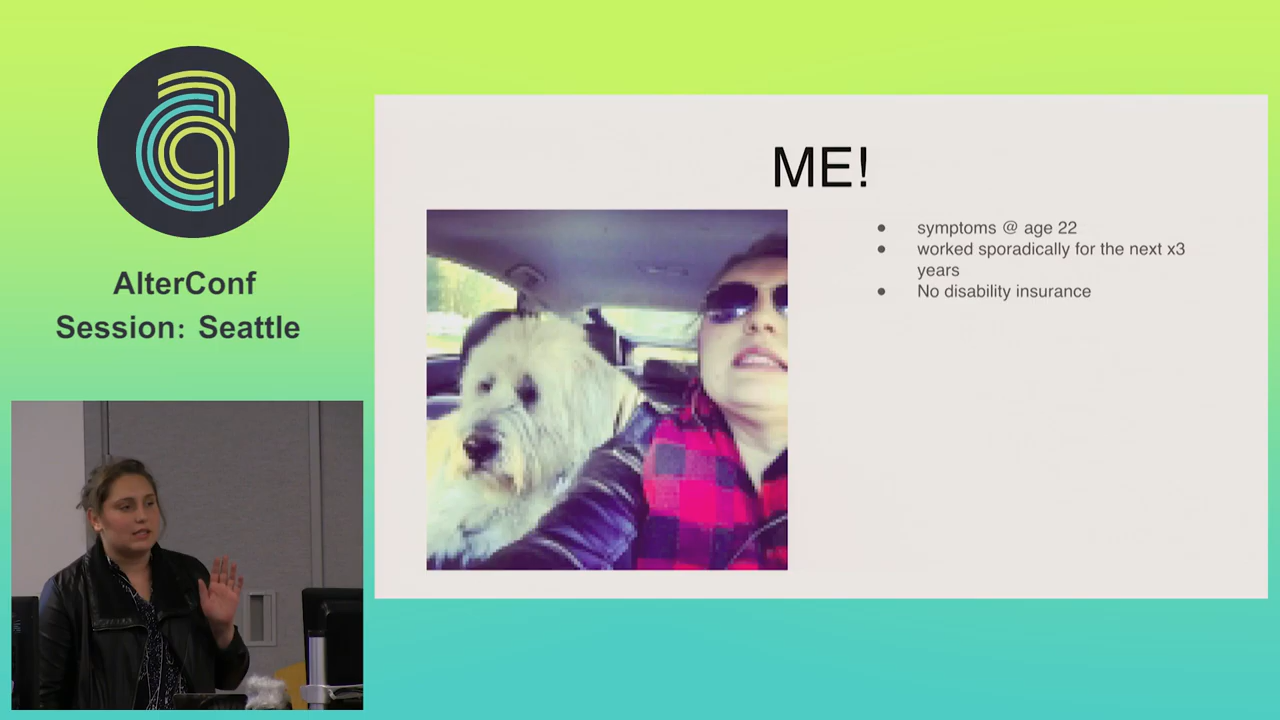 AlterConf
Session: Seattle
ME!
● symptoms @ age 22
● worked sporadically for the next x3
years
● No disability insurance